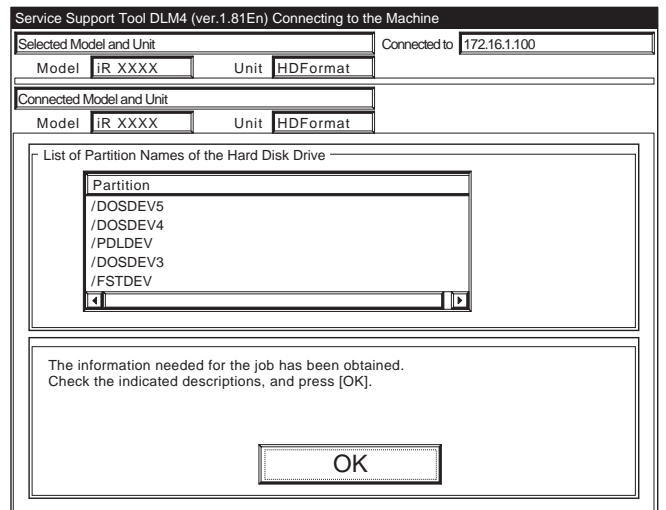 Service Support Tool DLM4 (ver.1.81En) Connecting to the Machine
Selected Model and Unit
Connected to 172.16.1.100
Model iR XXXX Unit HDFormat
Connected Model and Unit
Model iR XXXX Unit HDFormat
List of Partition Names of the Hard Disk Drive
Partition
/DOSDEV5
/DOSDEV4
/PDLDEV
/DOSDEV3
/FSTDEV
The information needed for the job has been obtained.
Check the indicated descriptions, and press [OK].
OK